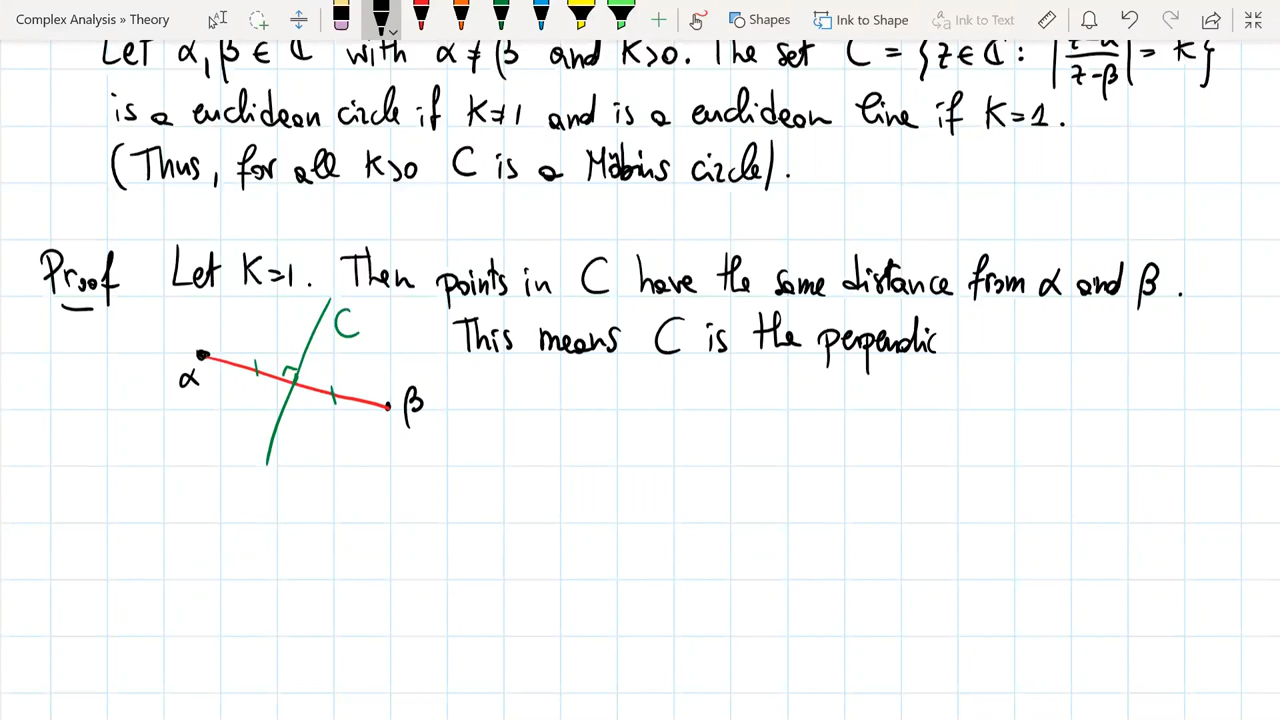 Complex Analysis » Theory
Shapes
Ink to Shape
Ink to Text
Let α, β ∈ ℂ with α ≠ β and K>0. The set C = {z ∈ ℂ : |z-α / z-β| = K}
is a euclidean circle if K≠1 and is a euclidean line if K=1.
(Thus, for all K>0 C is a Möbius circle).
Proof Let K=1. Then points in C have the same distance from α and β.
C
This means C is the perpendic
α
β